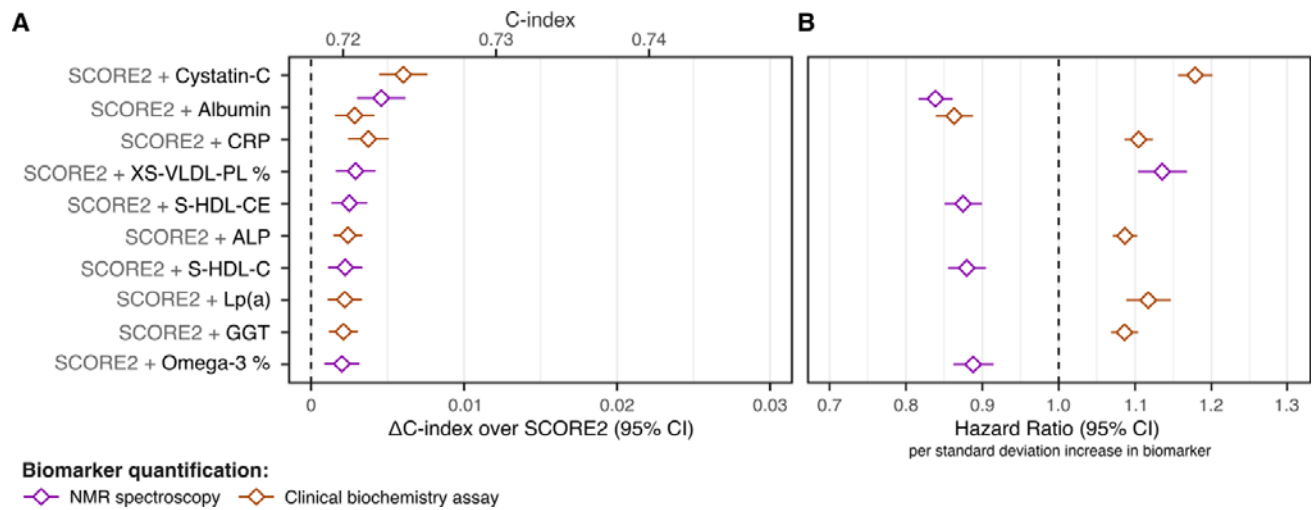 A
C-index
B
0.72 0.73 0.74
SCORE2 + Cystatin-C
SCORE2 + Albumin
SCORE2 + CRP
SCORE2 + XS-VLDL-PL %
SCORE2 + S-HDL-CE
SCORE2 + ALP
SCORE2 + S-HDL-C
SCORE2 + Lp(a)
SCORE2 + GGT
SCORE2 + Omega-3 %
0 0.01 0.02 0.03
0.7 0.8 0.9 1.0 1.1 1.2 1.3
ΔC-index over SCORE2 (95% CI)
Hazard Ratio (95% CI)
per standard deviation increase in biomarker
Biomarker quantification:
NMR spectroscopy Clinical biochemistry assay